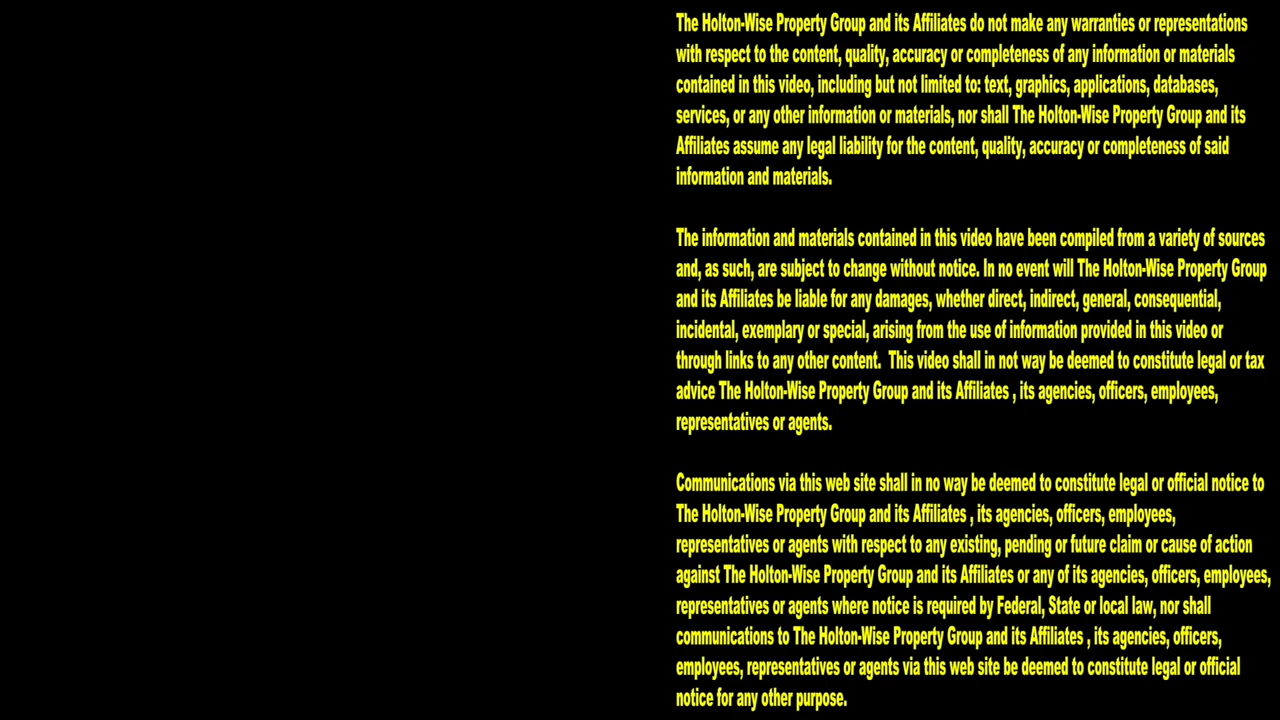 The Holton-Wise Property Group and its Affiliates do not make any warranties or representations
with respect to the content, quality, accuracy or completeness of any information or materials
contained in this video, including but not limited to: text, graphics, applications, databases,
services, or any other information or materials, nor shall The Holton-Wise Property Group and its
Affiliates assume any legal liability for the content, quality, accuracy or completeness of said
information and materials.
The information and materials contained in this video have been compiled from a variety of sources
and, as such, are subject to change without notice. In no event will The Holton-Wise Property Group
and its Affiliates be liable for any damages, whether direct, indirect, general, consequential,
incidental, exemplary or special, arising from the use of information provided in this video or
through links to any other content.  This video shall in not way be deemed to constitute legal or tax
advice The Holton-Wise Property Group and its Affiliates , its agencies, officers, employees,
representatives or agents.
Communications via this web site shall in no way be deemed to constitute legal or official notice to
The Holton-Wise Property Group and its Affiliates , its agencies, officers, employees,
representatives or agents with respect to any existing, pending or future claim or cause of action
against The Holton-Wise Property Group and its Affiliates or any of its agencies, officers, employees,
representatives or agents where notice is required by Federal, State or local law, nor shall
communications to The Holton-Wise Property Group and its Affiliates , its agencies, officers,
employees, representatives or agents via this web site be deemed to constitute legal or official
notice for any other purpose.